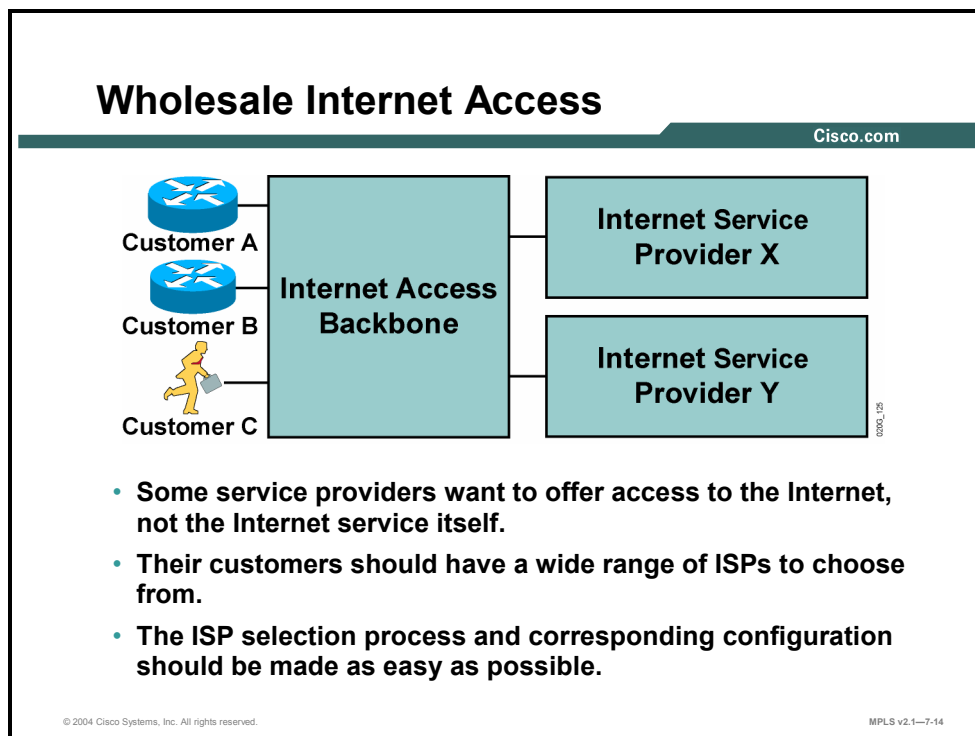 Wholesale Internet Access
Cisco.com
Customer A
Customer B
Customer C
Internet Access
Backbone
Internet Service
Provider X
Internet Service
Provider Y
020G_125
• Some service providers want to offer access to the Internet,
not the Internet service itself.
• Their customers should have a wide range of ISPs to choose
from.
• The ISP selection process and corresponding configuration
should be made as easy as possible.
© 2004 Cisco Systems, Inc. All rights reserved.
MPLS v2.1—7-14